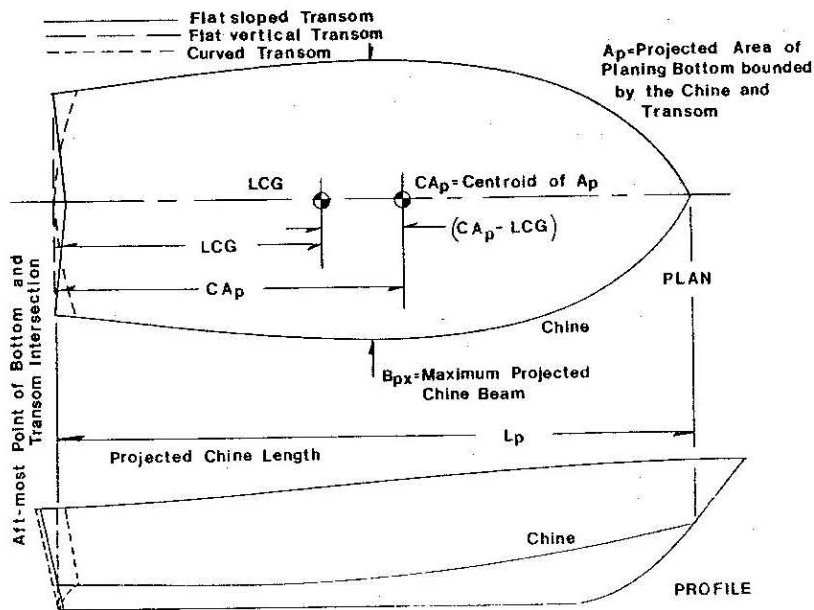 Flat sloped Transom
Flat vertical Transom
Curved Transom
Ap=Projected Area of
Planing Bottom bounded
by the Chine and
Transom
LCG
CAp=Centroid of Ap
(CAp-LCG)
LCG
CAp
PLAN
Chine
Bpx=Maximum Projected
Chine Beam
Aft-most Point of Bottom and
Transom Intersection
Lp
Projected Chine Length
Chine
PROFILE